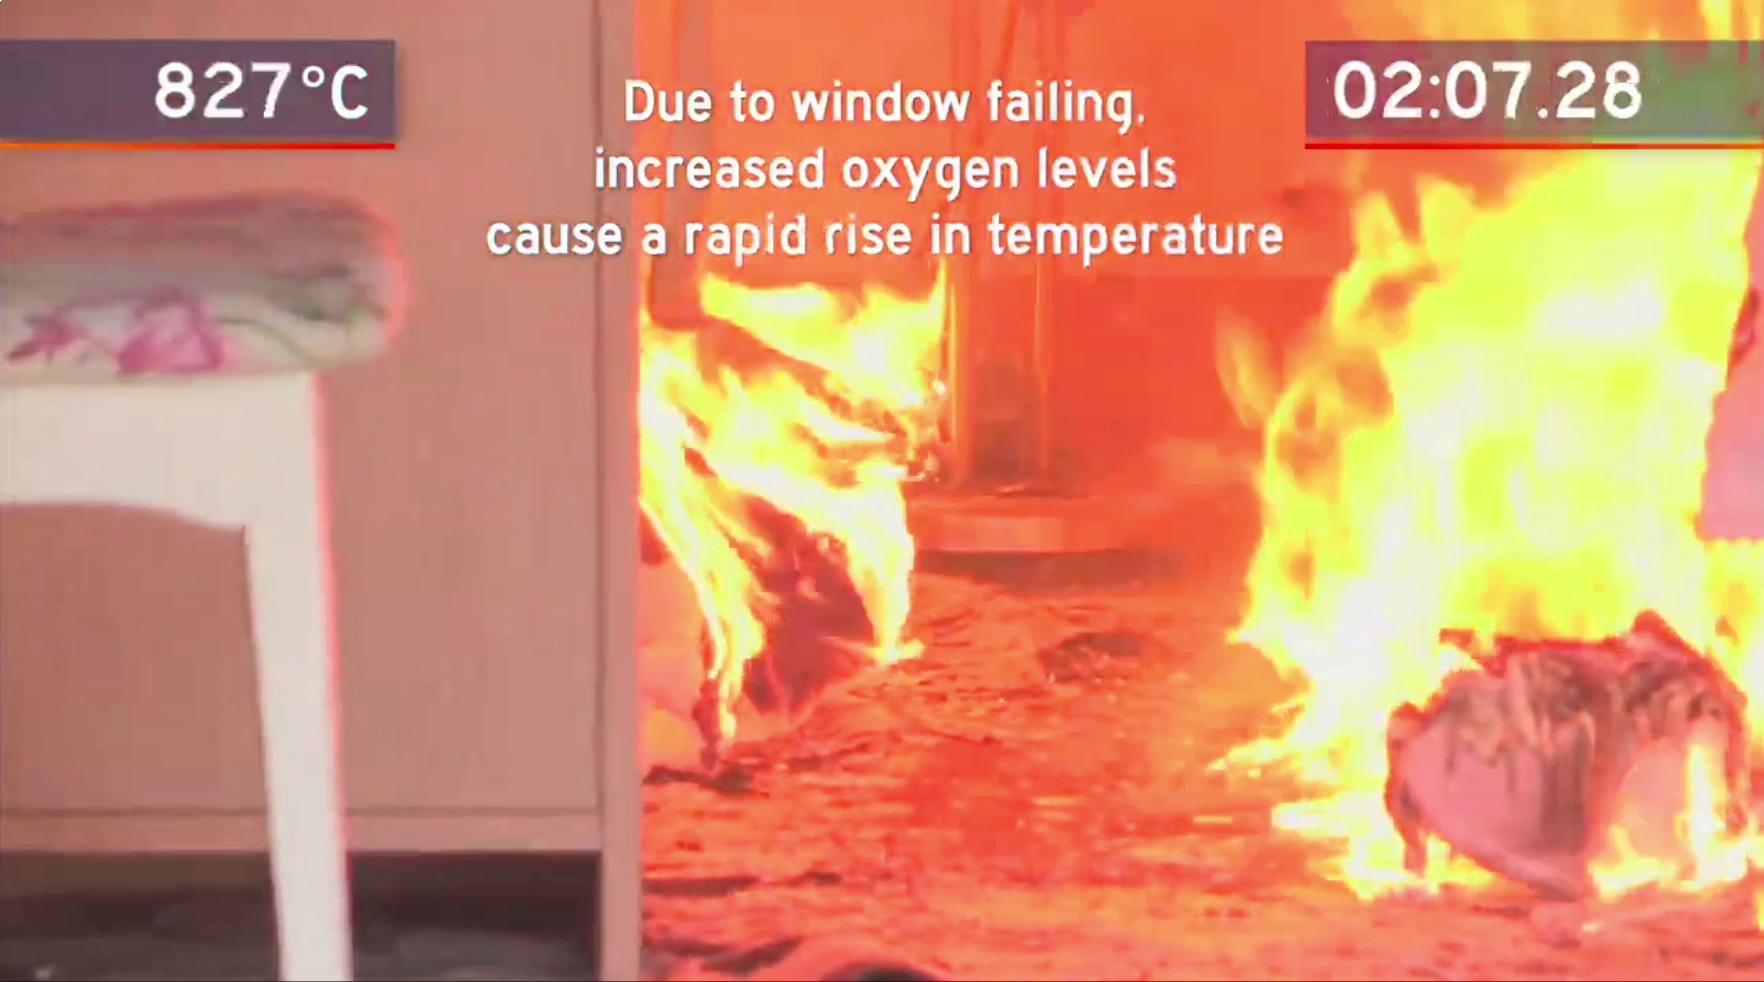 827°C
02:07.28
Due to window failing,
increased oxygen levels
cause a rapid rise in temperature